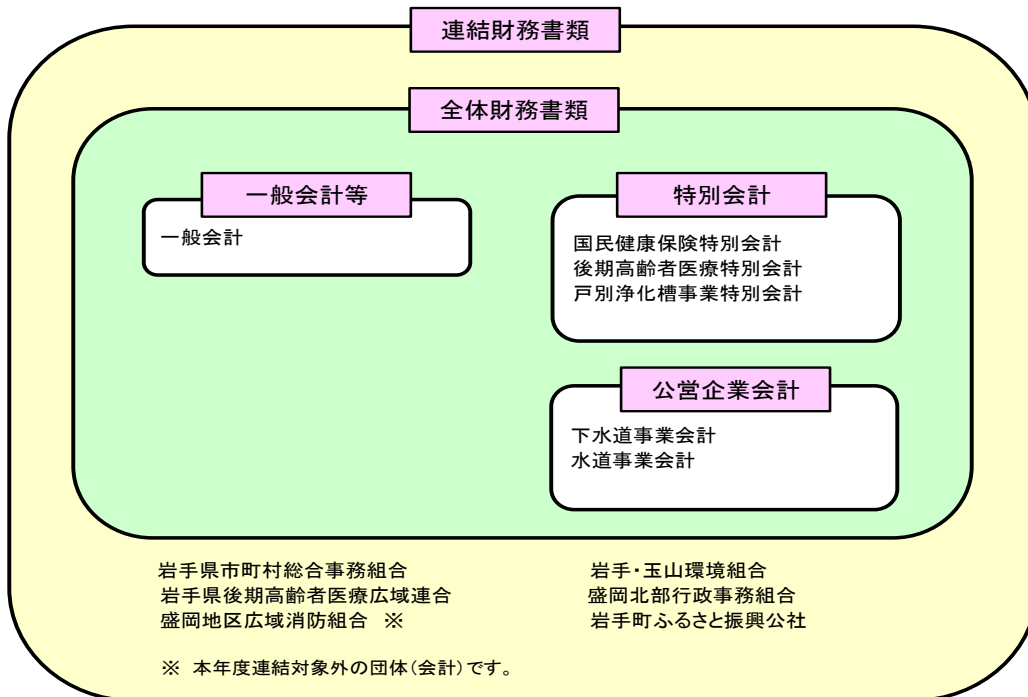 連結財務書類
全体財務書類
一般会計等
一般会計
特別会計
国民健康保険特別会計
後期高齢者医療特別会計
戸別浄化槽事業特別会計
公営企業会計
下水道事業会計
水道事業会計
岩手県市町村総合事務組合
岩手県後期高齢者医療広域連合
盛岡地区広域消防組合 ※
岩手・玉山環境組合
盛岡北部行政事務組合
岩手町ふるさと振興公社
※ 本年度連結対象外の団体(会計)です。